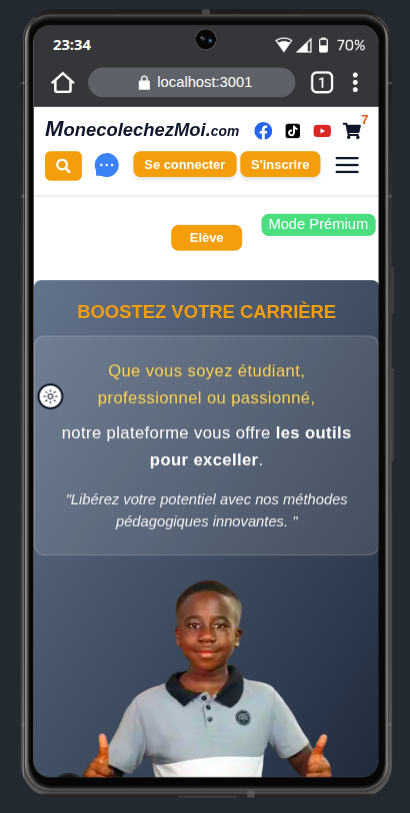 23:34
70%
localhost:3001
1
MonecolechezMoi.com
7
Se connecter
S'inscrire
Mode Prémium
Elève
BOOSTEZ VOTRE CARRIÈRE
Que vous soyez étudiant,
professionnel ou passionné,
notre plateforme vous offre les outils
pour exceller.
"Libérez votre potentiel avec nos méthodes
pédagogiques innovantes. "